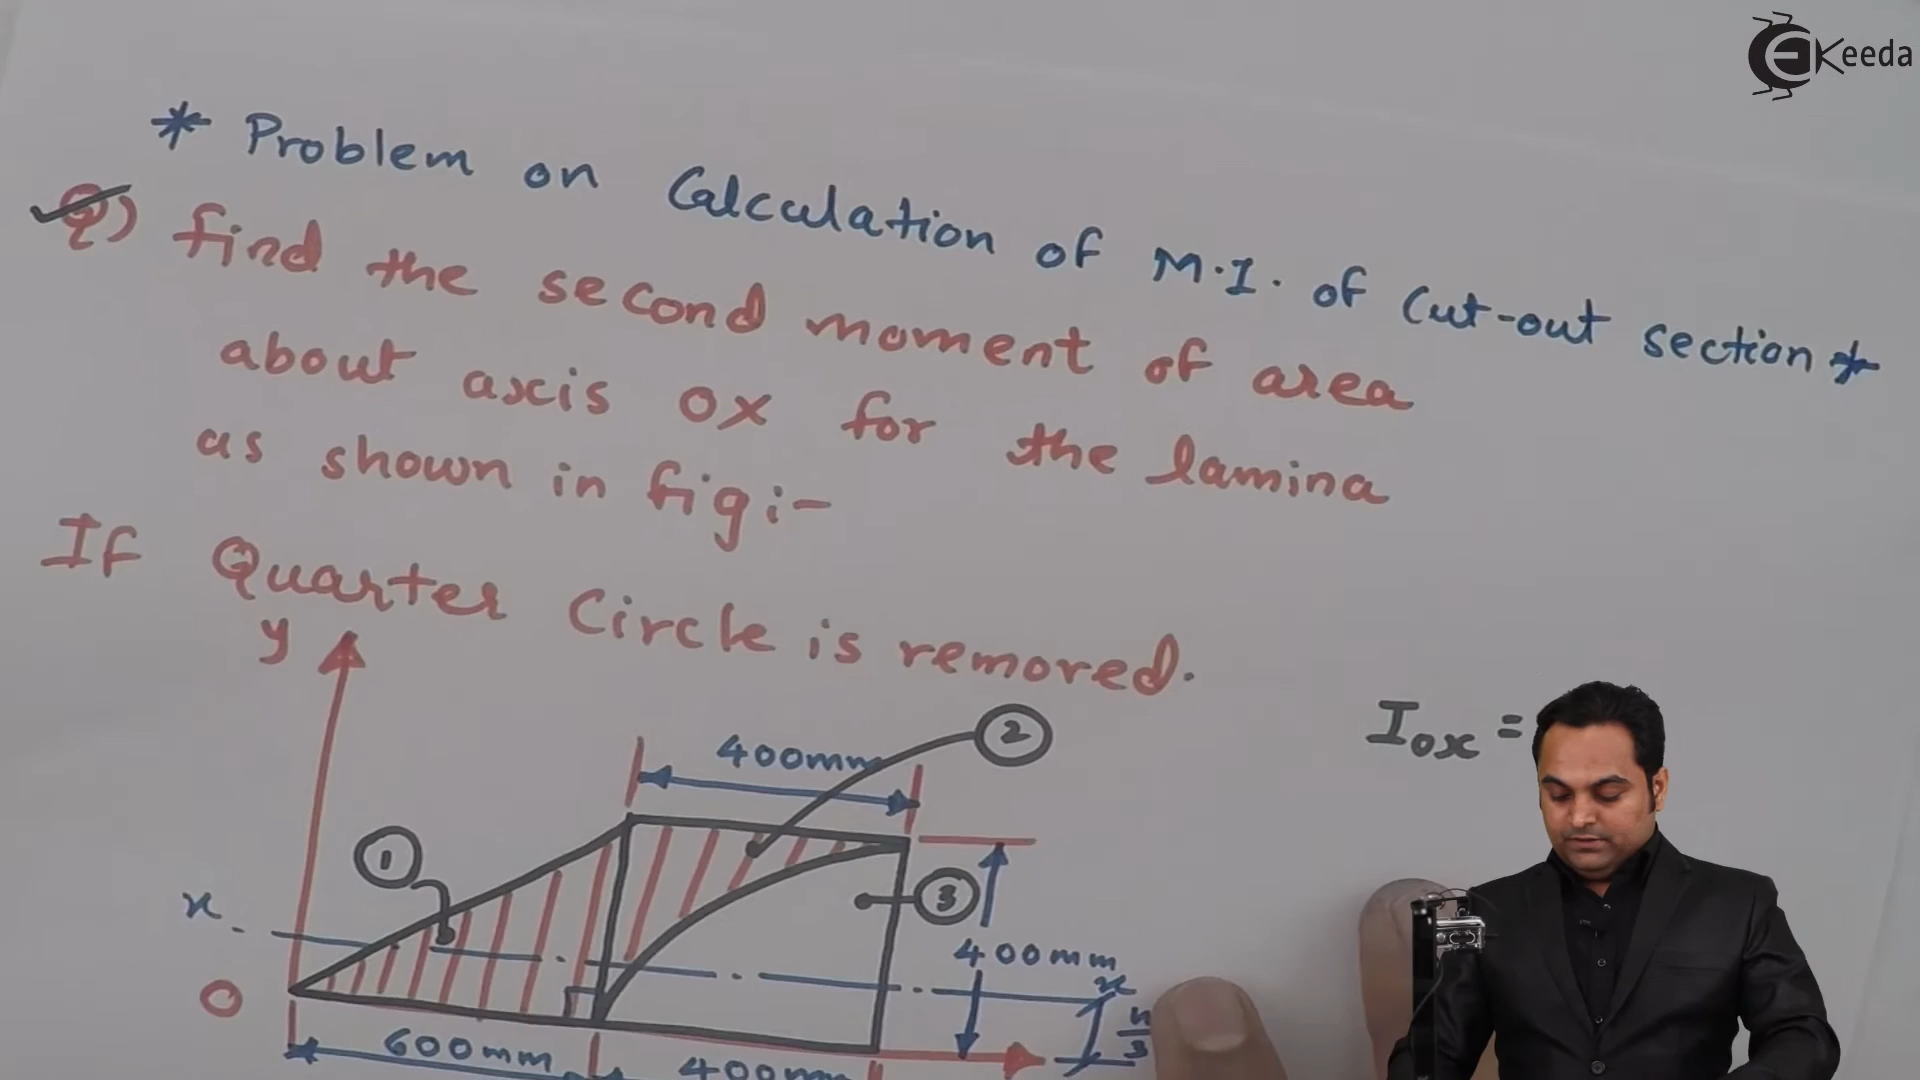 EKeeda
* Problem on Calculation of M.I. of Cut-out section *
Q) find the second moment of area
about axis OX for the lamina
as shown in fig:-
If Quarter Circle is removed.
y
2
400mm
Iox =
1
3
x
400mm
x
O
h/3
600mm
400mm